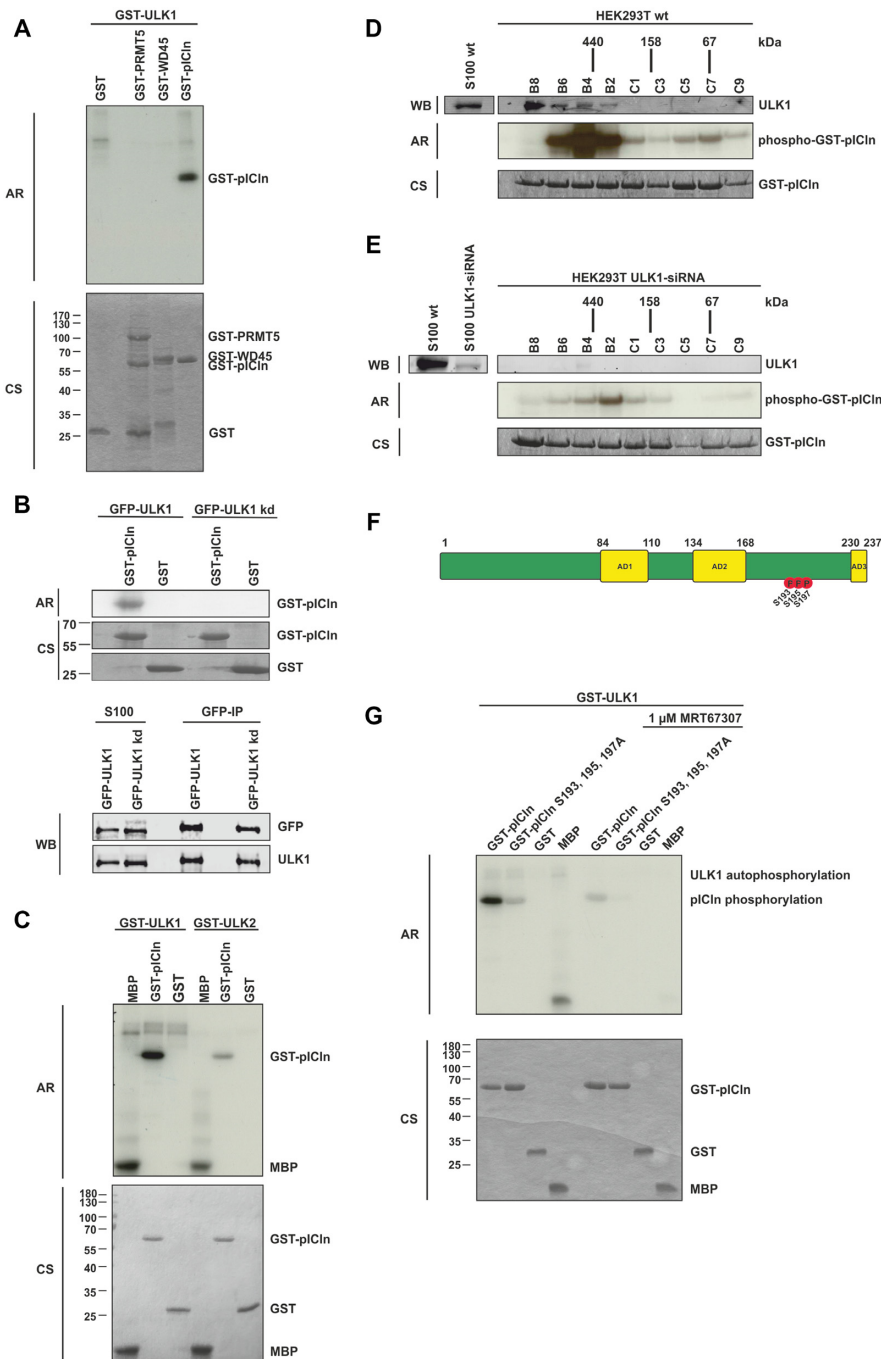 A
GST-ULK1
GST
GST-PRMT5
GST-WD45
GST-pICln
AR
GST-pICln
CS
170
130
100
70
55
40
35
25
GST-PRMT5
GST-WD45
GST-pICln
GST
B
GFP-ULK1 GFP-ULK1 kd
GST-pICln
GST
GST-pICln
GST
AR
GST-pICln
CS
70
55
25
GST-pICln
GST
S100 GFP-IP
GFP-ULK1
GFP-ULK1 kd
GFP-ULK1
GFP-ULK1 kd
WB
GFP
ULK1
C
GST-ULK1 GST-ULK2
MBP
GST-pICln
GST
MBP
GST-pICln
GST
AR
GST-pICln
MBP
CS
180
130
100
70
55
40
35
25
GST-pICln
GST
MBP
D
HEK293T wt
440 158 67 kDa
S100 wt
B8 B6 B4 B2 C1 C3 C5 C7 C9
WB ULK1
AR phospho-GST-pICln
CS GST-pICln
E
HEK293T ULK1-siRNA
440 158 67 kDa
S100 wt
S100 ULK1-siRNA
B8 B6 B4 B2 C1 C3 C5 C7 C9
WB ULK1
AR phospho-GST-pICln
CS GST-pICln
F
1 84 110 134 168 230 237
AD1 AD2 AD3
P P P
S193
S195
S197
G
GST-ULK1
1 µM MRT67307
GST-pICln
GST-pICln S193, 195, 197A
GST
MBP
GST-pICln
GST-pICln S193, 195, 197A
GST
MBP
AR
ULK1 autophosphorylation
pICln phosphorylation
CS
180
130
100
70
55
40
35
25
GST-pICln
GST
MBP